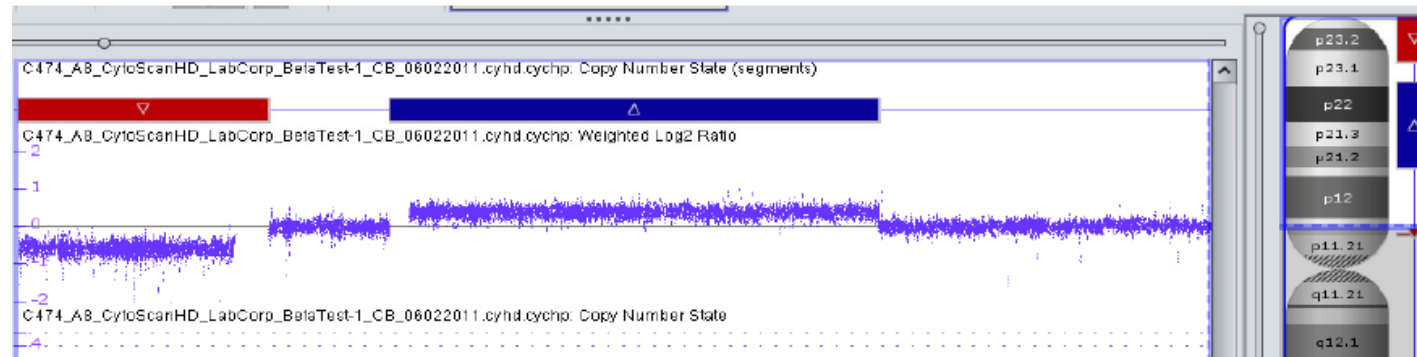 C474_A8_CytoScanHD_LabCorp_BetaTest-1_CB_06022011.cyhd.cychp: Copy Number State (segments)
C474_A8_CytoScanHD_LabCorp_BetaTest-1_CB_06022011.cyhd.cychp: Weighted Log2 Ratio
2
1
0
-1
-2
C474_A8_CytoScanHD_LabCorp_BetaTest-1_CB_06022011.cyhd.cychp: Copy Number State
4
p23.2
p23.1
p22
p21.3
p21.2
p12
p11.21
q11.21
q12.1